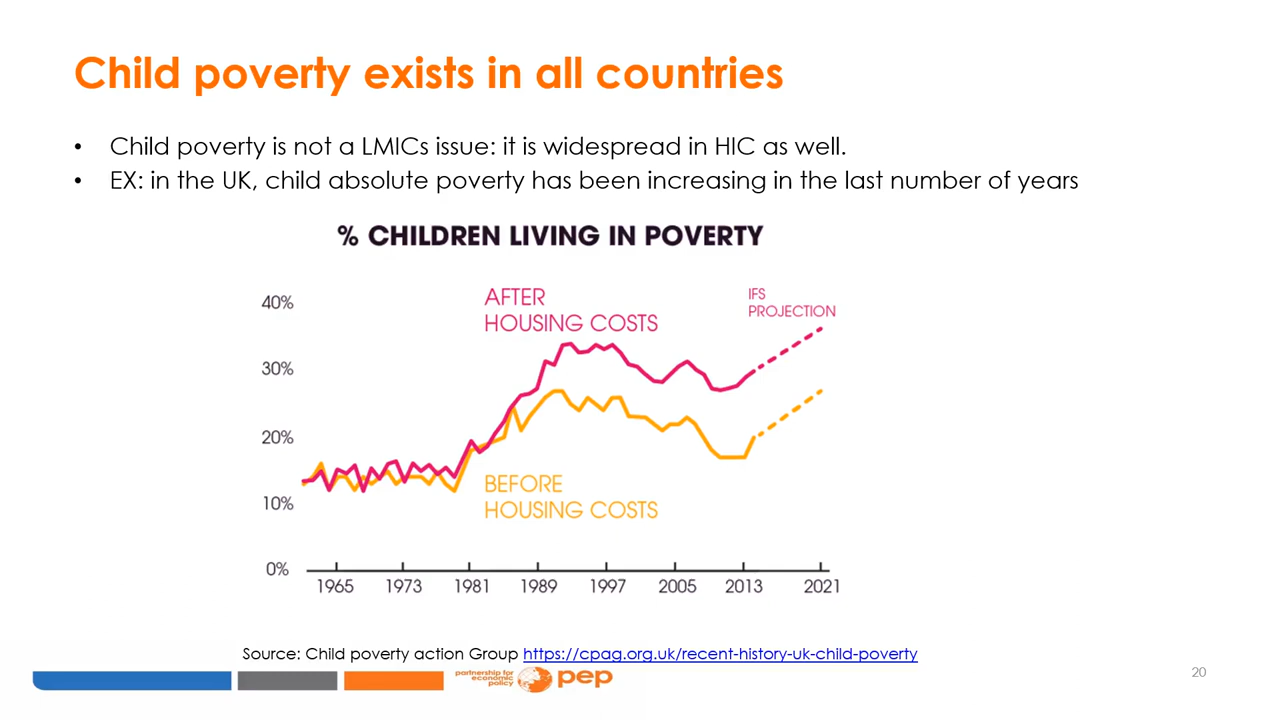 Child poverty exists in all countries
• Child poverty is not a LMICs issue: it is widespread in HIC as well.
• EX: in the UK, child absolute poverty has been increasing in the last number of years
% CHILDREN LIVING IN POVERTY
AFTER
HOUSING COSTS
IFS
PROJECTION
40%
30%
20%
10%
0%
BEFORE
HOUSING COSTS
1965 1973 1981 1989 1997 2005 2013 2021
Source: Child poverty action Group https://cpag.org.uk/recent-history-uk-child-poverty
partnership for
economic
policy
pep
20